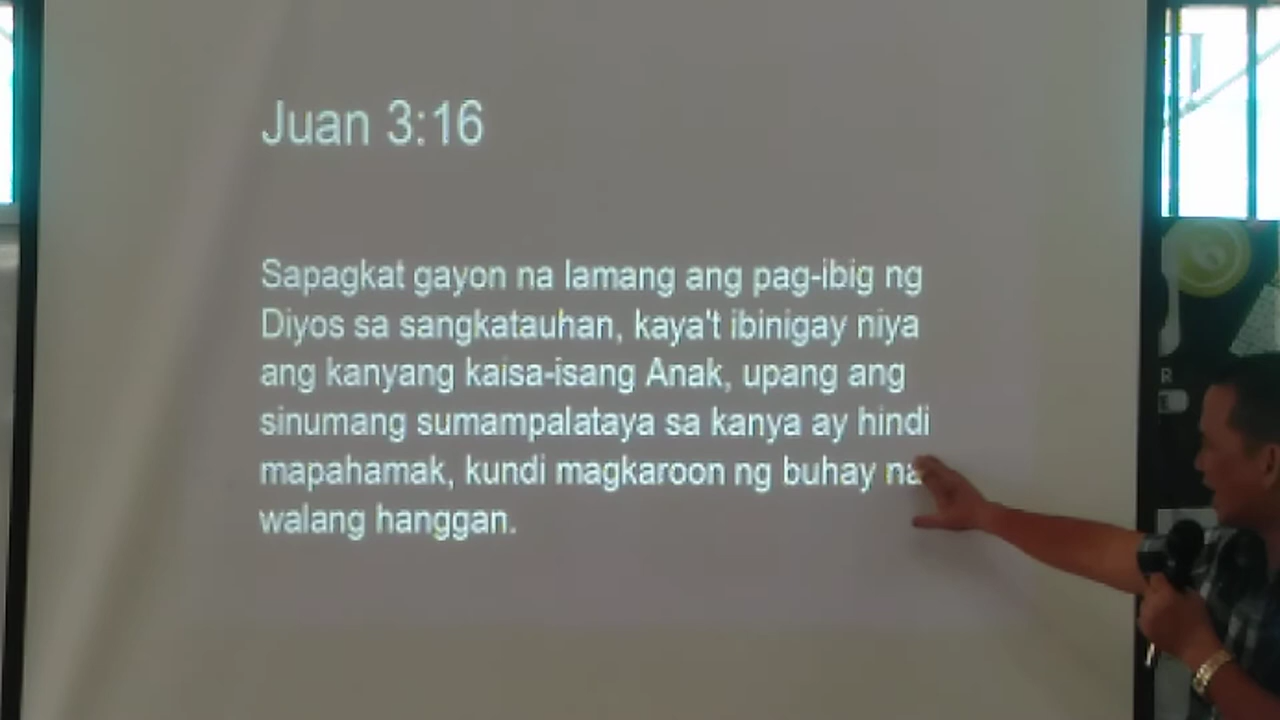 Juan 3:16
Sapagkat gayon na lamang ang pag-ibig ng
Diyos sa sangkatauhan, kaya't ibinigay niya
ang kanyang kaisa-isang Anak, upang ang
sinumang sumampalataya sa kanya ay hindi
mapahamak, kundi magkaroon ng buhay na
walang hanggan.
R